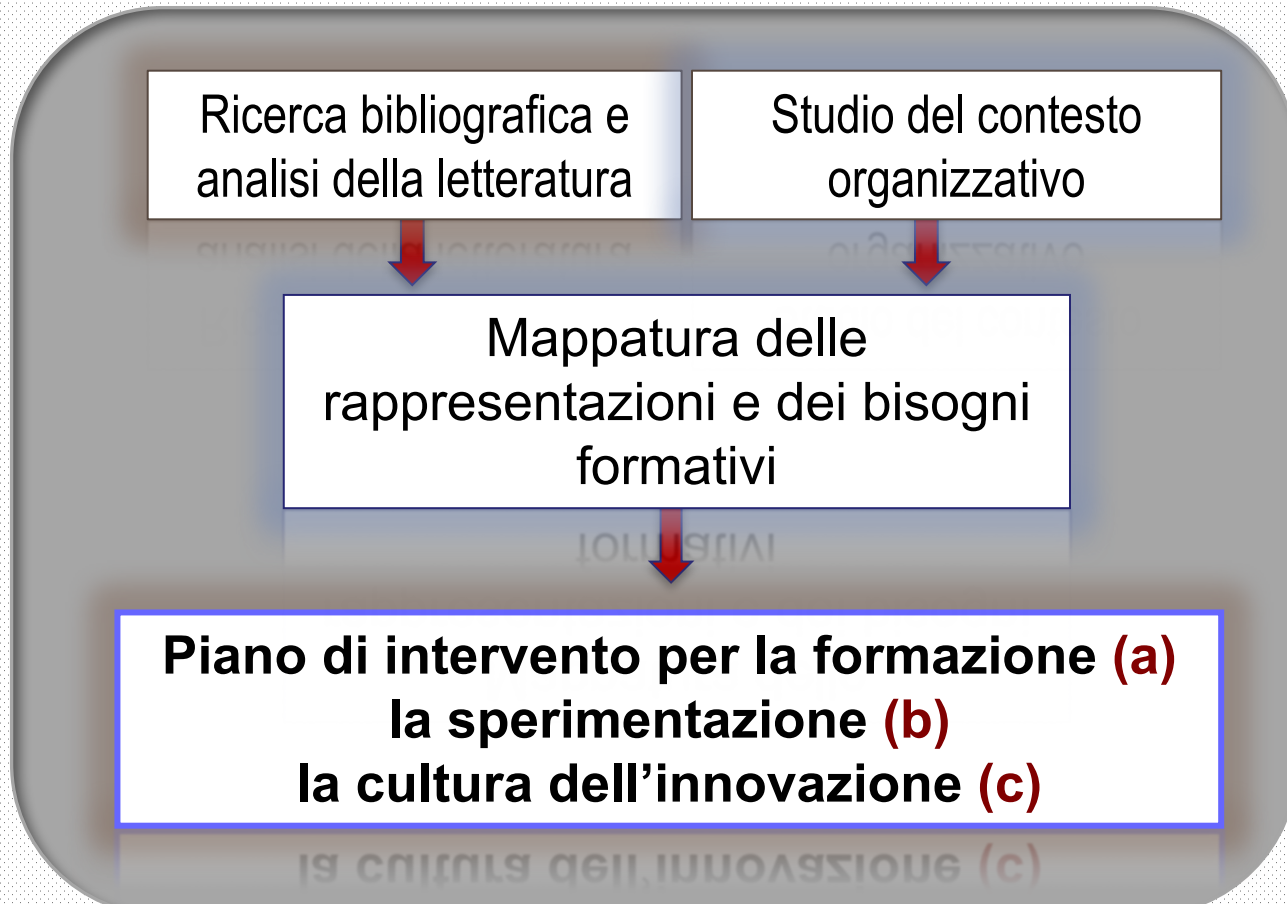 Ricerca bibliografica e
analisi della letteratura
Studio del contesto
organizzativo
Mappatura delle
rappresentazioni e dei bisogni
formativi
Piano di intervento per la formazione (a)
la sperimentazione (b)
la cultura dell’innovazione (c)